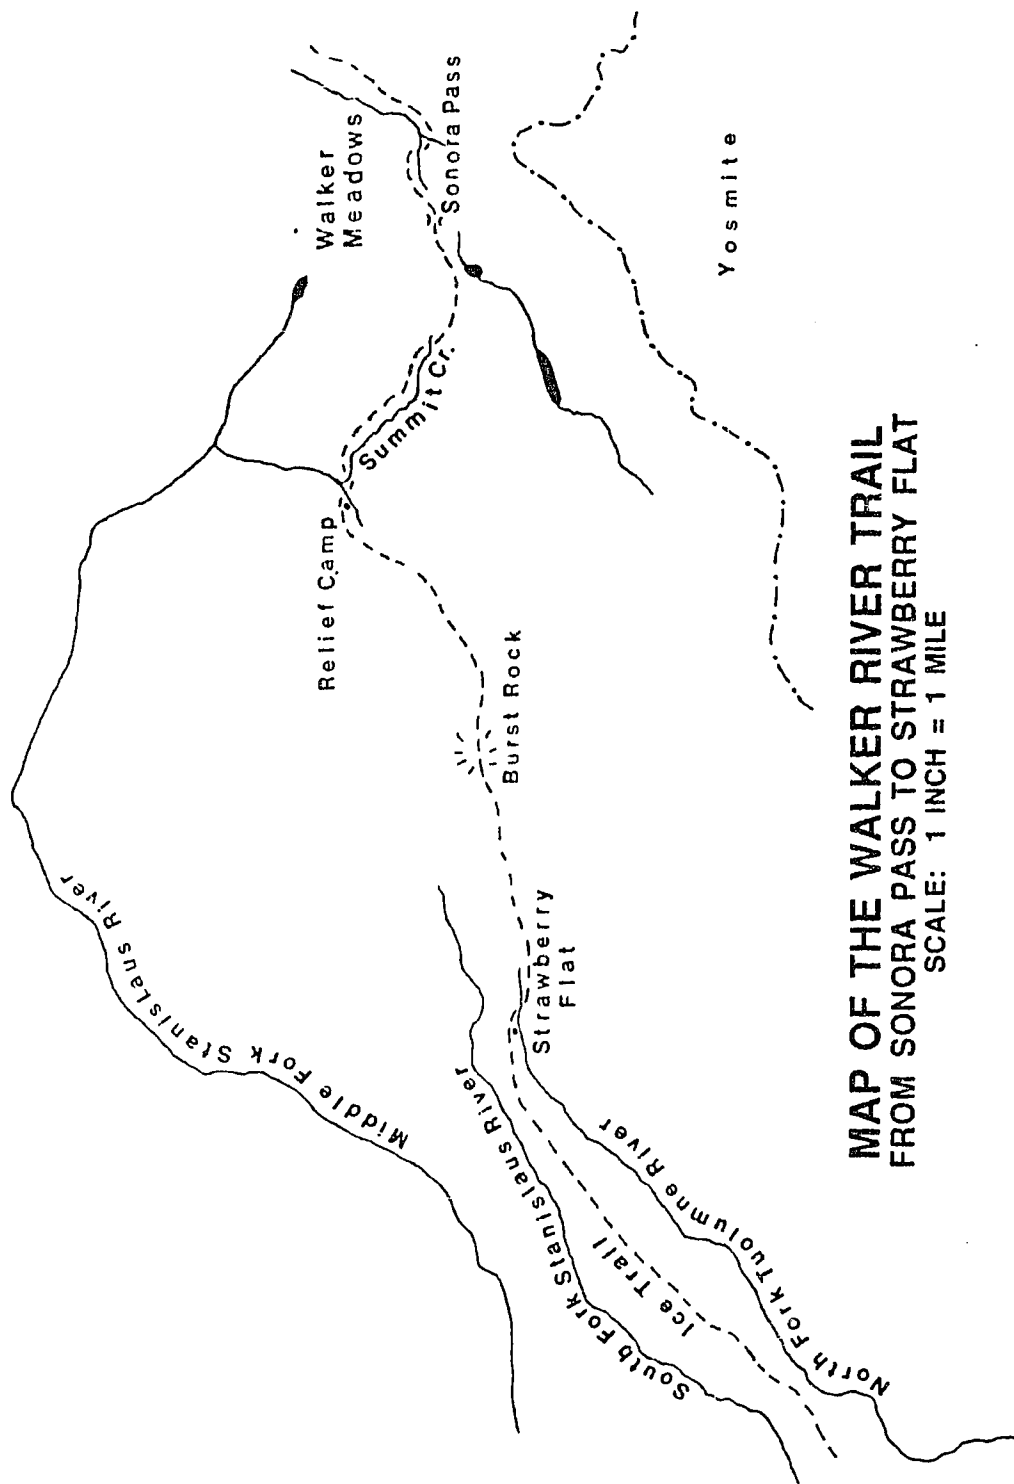 Walker
Meadows
Sonora Pass
Yosmite
Summit Cr.
Relief Camp
Burst Rock
Middle Fork Stanislaus River
Strawberry
Flat
South Fork Stanislaus River
Ice Trail
North Fork Tuolumne River
MAP OF THE WALKER RIVER TRAIL
FROM SONORA PASS TO STRAWBERRY FLAT
SCALE: 1 INCH = 1 MILE